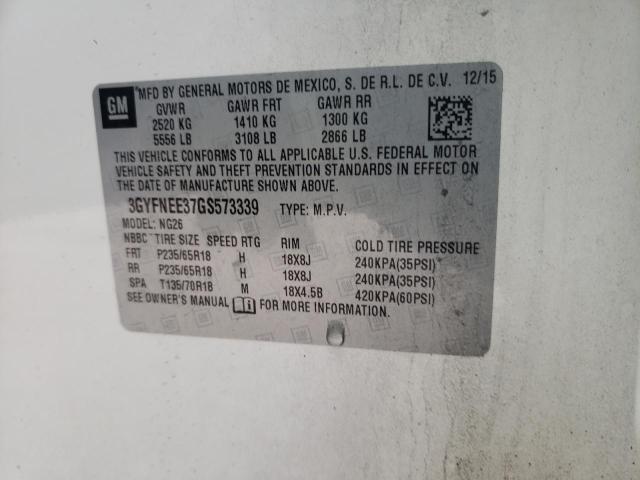 GM
*MFD BY GENERAL MOTORS DE MEXICO, S. DE R.L. DE C.V. 12/15
GVWR GAWR FRT GAWR RR
2520 KG 1410 KG 1300 KG
5556 LB 3108 LB 2866 LB
THIS VEHICLE CONFORMS TO ALL APPLICABLE U.S. FEDERAL MOTOR
VEHICLE SAFETY AND THEFT PREVENTION STANDARDS IN EFFECT ON
THE DATE OF MANUFACTURE SHOWN ABOVE.
3GYFNEE37GS573339 TYPE: M.P.V.
MODEL: NG26
NBBC TIRE SIZE SPEED RTG RIM COLD TIRE PRESSURE
FRT P235/65R18 H 18X8J 240KPA(35PSI)
RR P235/65R18 H 18X8J 240KPA(35PSI)
SPA T135/70R18 M 18X4.5B 420KPA(60PSI)
SEE OWNER'S MANUAL FOR MORE INFORMATION.